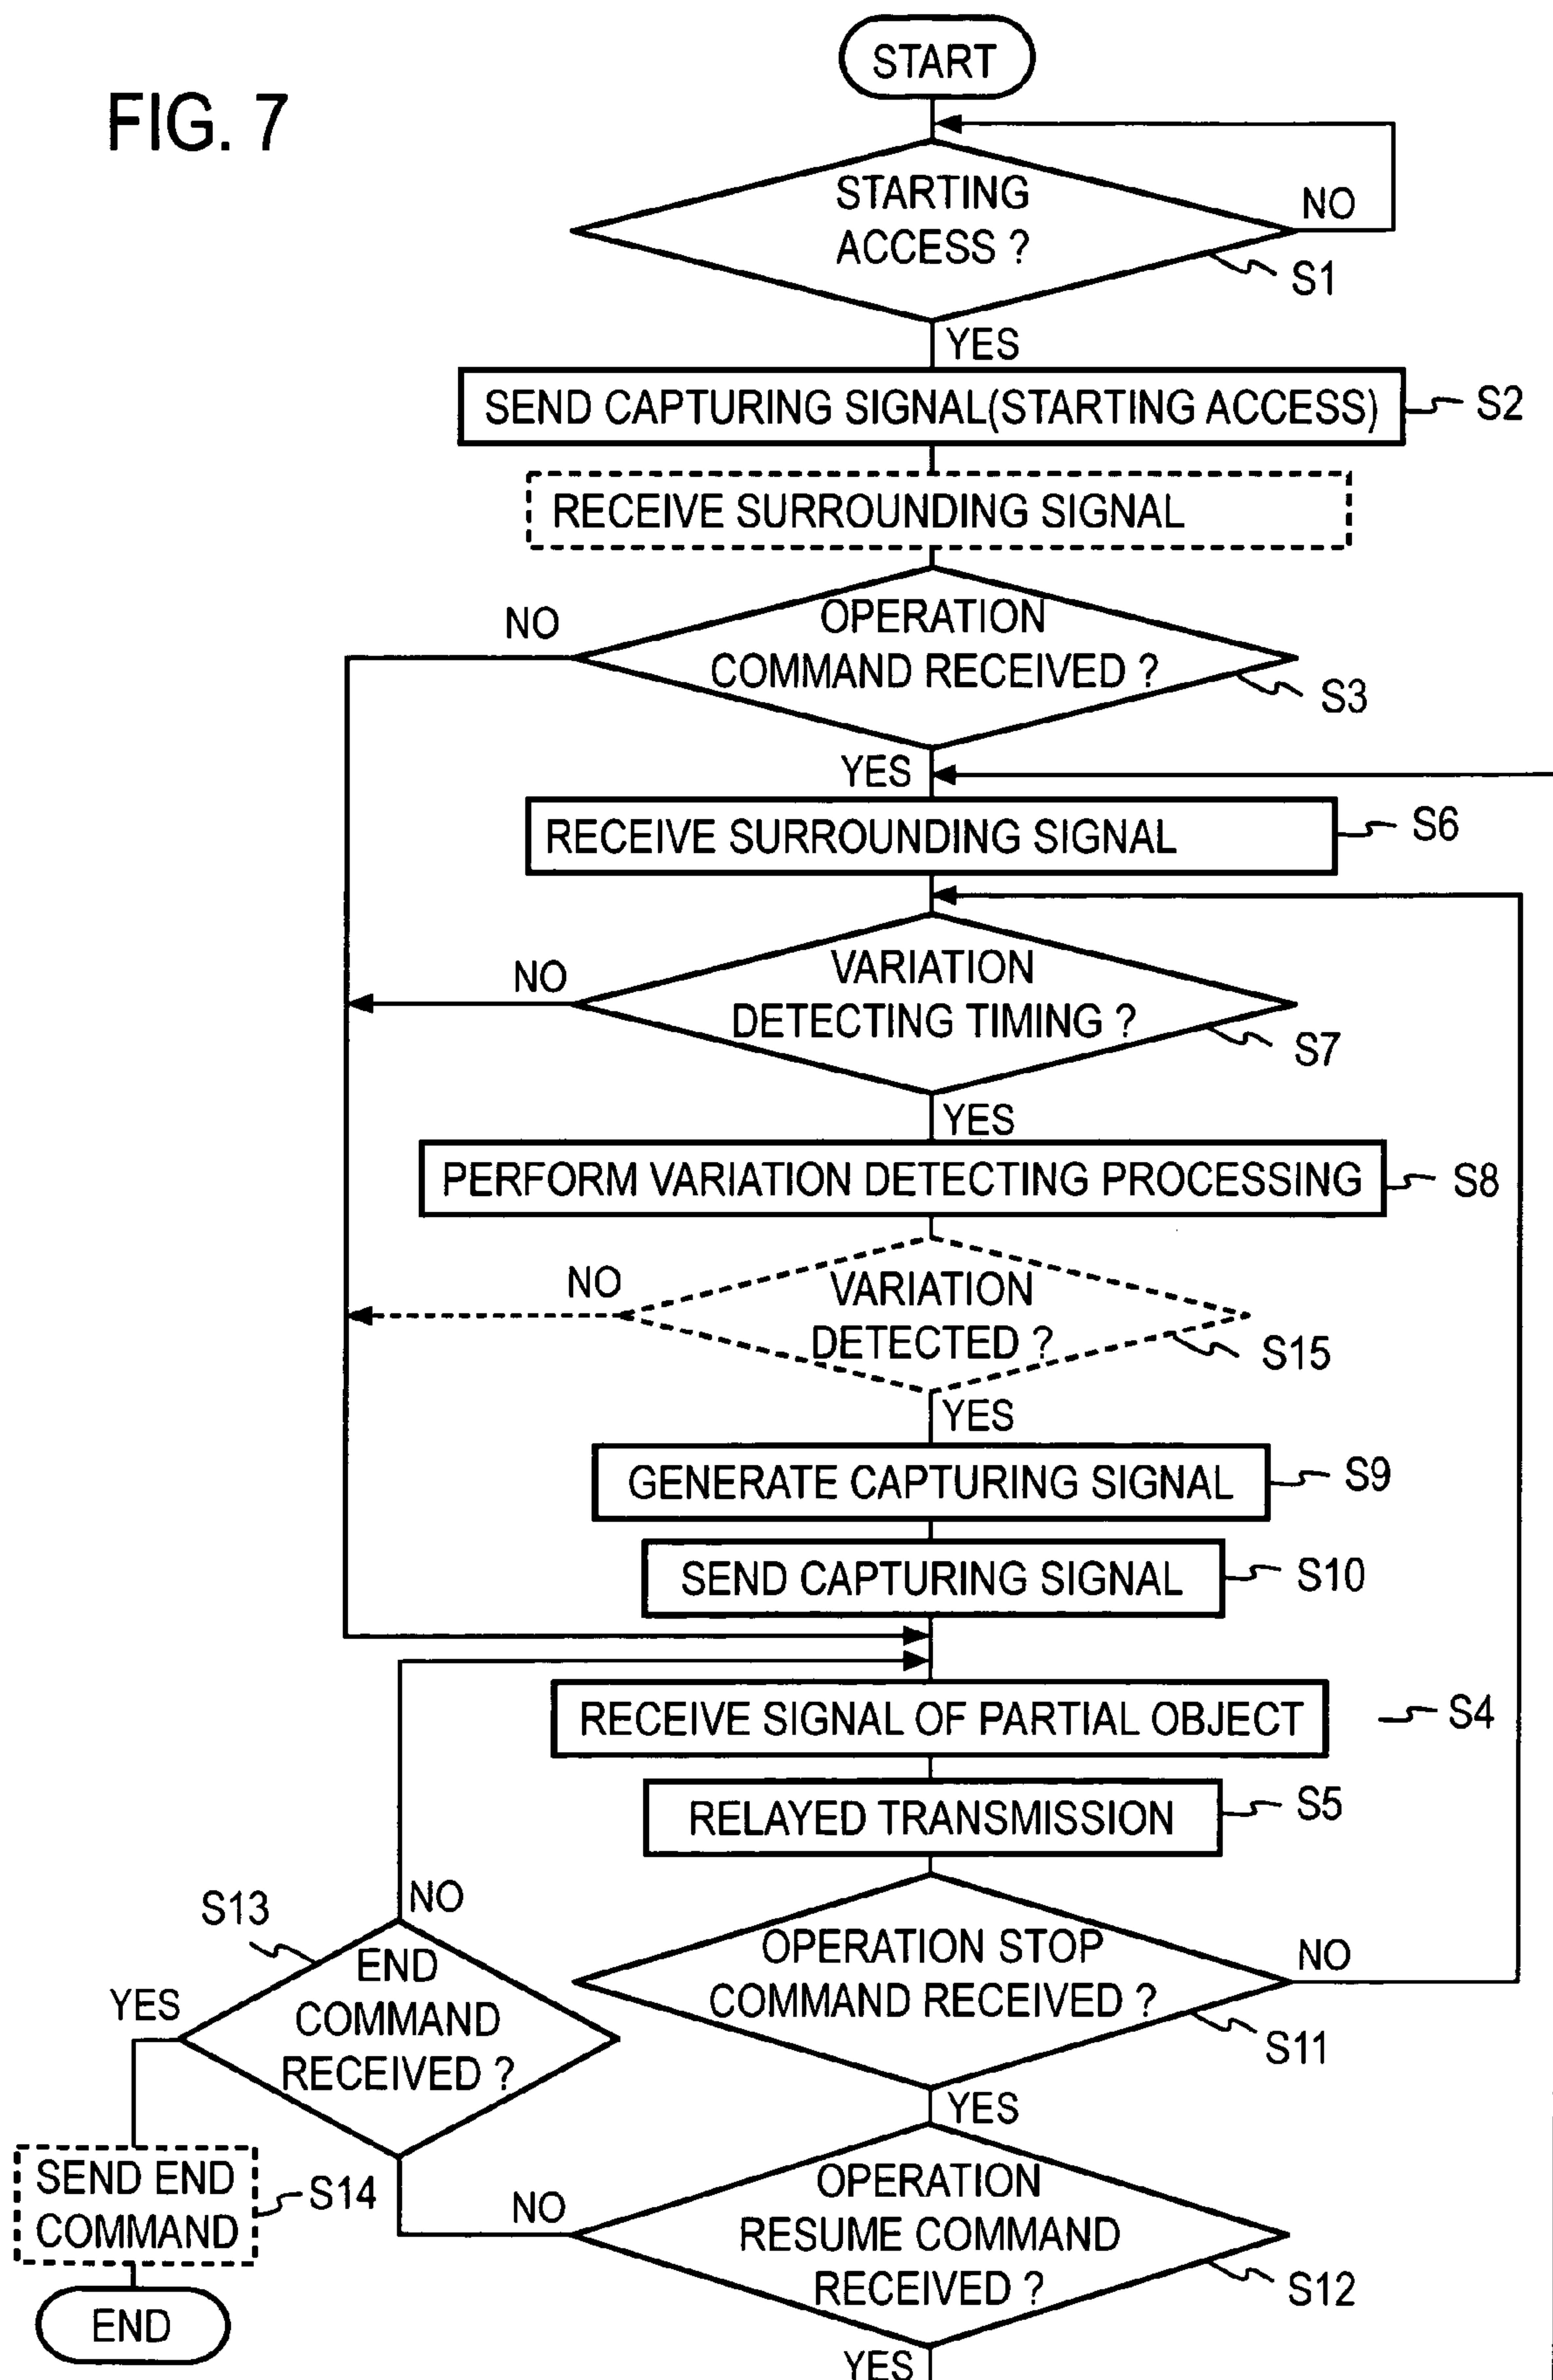 START
FIG. 7
STARTING
ACCESS ?
NO
S1
YES
SEND CAPTURING SIGNAL(STARTING ACCESS)
S2
RECEIVE SURROUNDING SIGNAL
NO
OPERATION
COMMAND RECEIVED ?
S3
YES
RECEIVE SURROUNDING SIGNAL
S6
NO
VARIATION
DETECTING TIMING ?
S7
YES
PERFORM VARIATION DETECTING PROCESSING
S8
NO
VARIATION
DETECTED ?
S15
YES
GENERATE CAPTURING SIGNAL
S9
SEND CAPTURING SIGNAL
S10
RECEIVE SIGNAL OF PARTIAL OBJECT
S4
RELAYED TRANSMISSION
S5
S13
NO
END
COMMAND
RECEIVED ?
YES
OPERATION STOP
COMMAND RECEIVED ?
NO
S11
YES
SEND END
COMMAND
S14
NO
OPERATION
RESUME COMMAND
RECEIVED ?
S12
END
YES